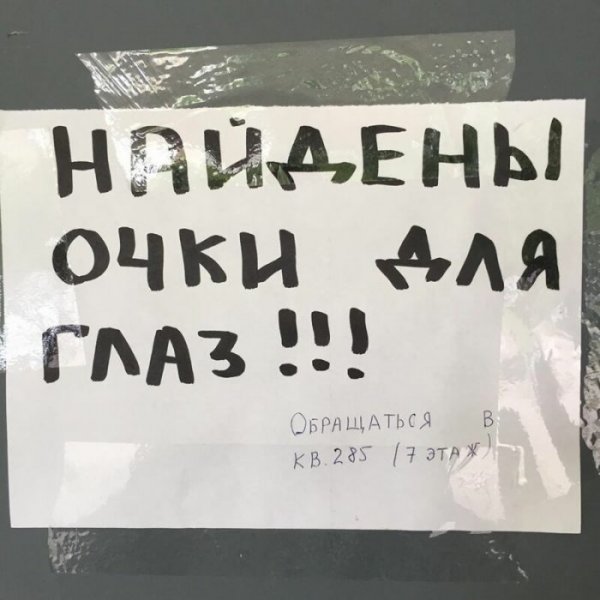 НАЙДЕНЫ
ОЧКИ ДЛЯ
ГЛАЗ!!!
ОБРАЩАТЬСЯ В
КВ.285 (7 ЭТАЖ)